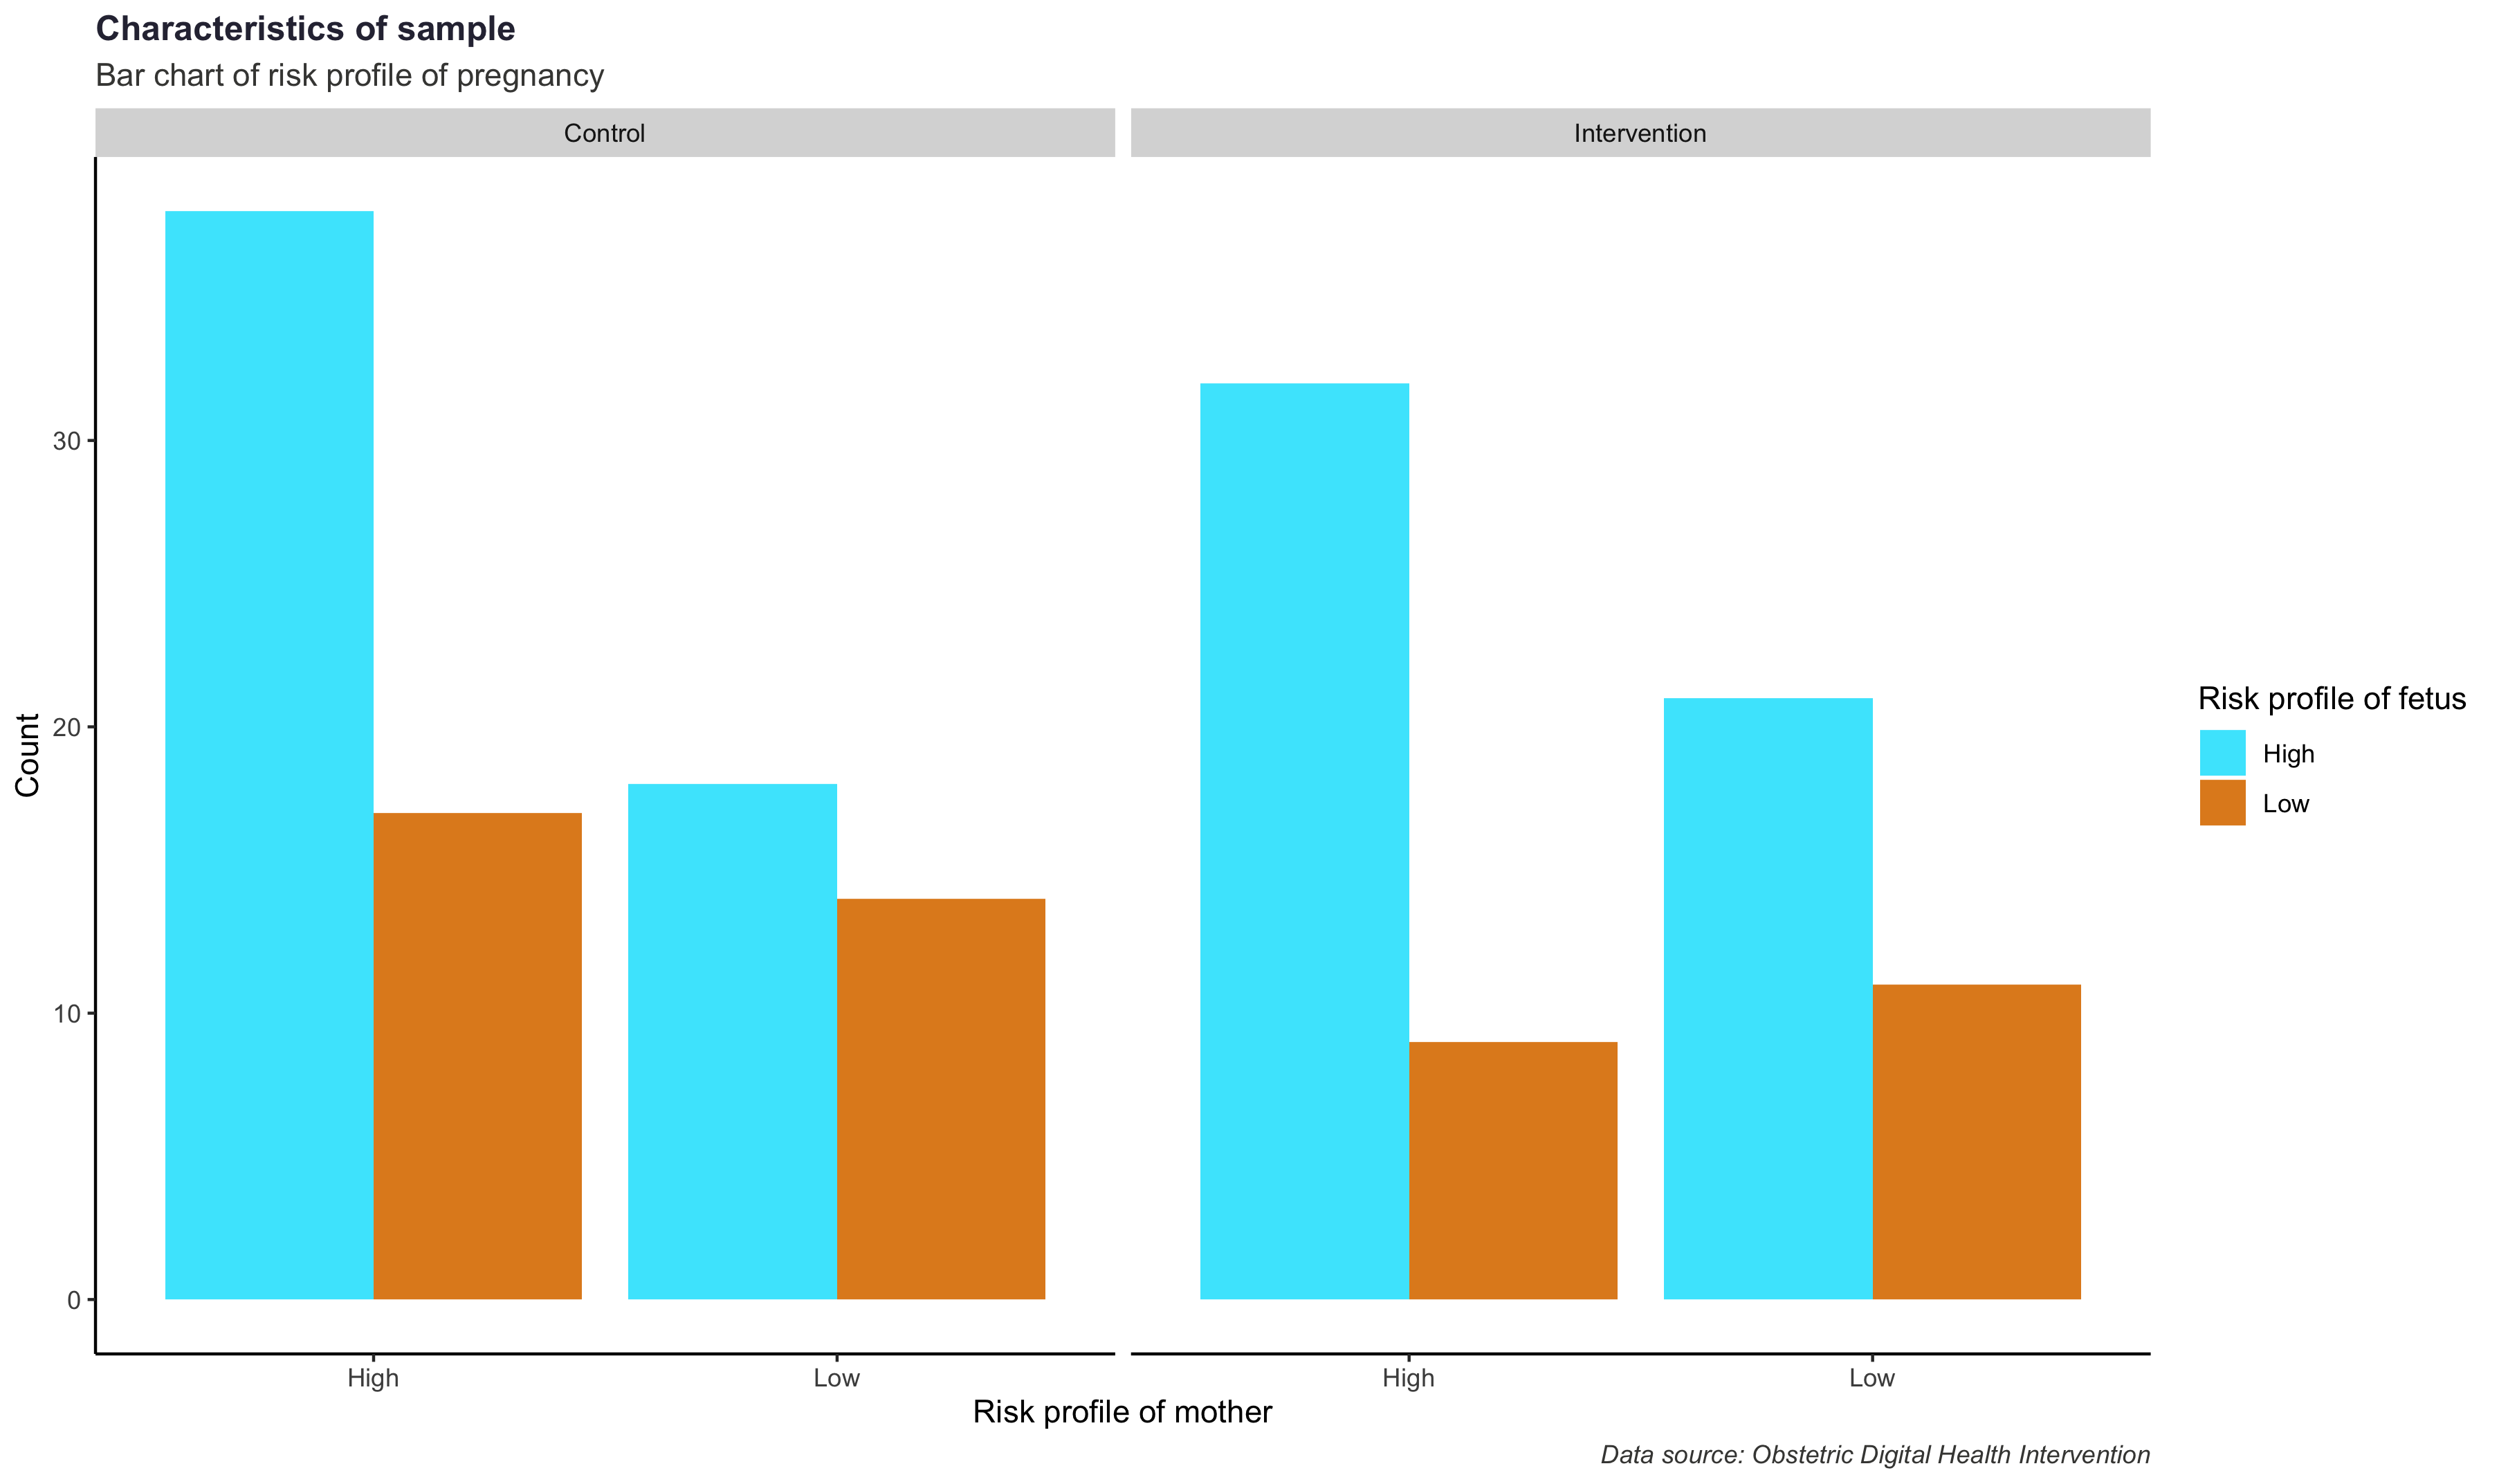 Characteristics of sample
Bar chart of risk profile of pregnancy
Control
Intervention
30
20
10
0
Count
High
Low
High
Low
Risk profile of mother
Risk profile of fetus
High
Low
Data source: Obstetric Digital Health Intervention